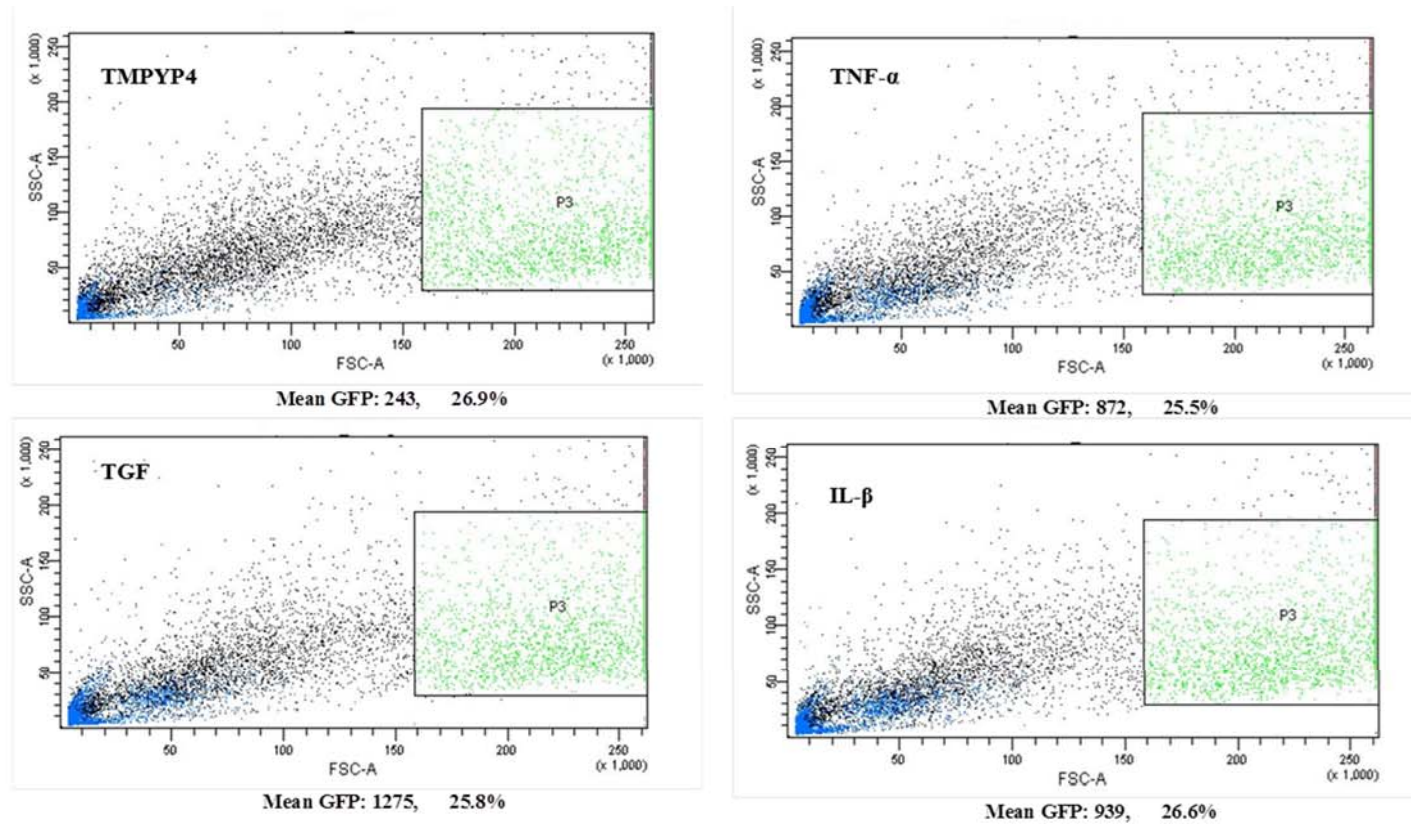 TMPYP4
(x 1,000)
250
200
150
100
50
SSC-A
P3
50 100 150 200 250
FSC-A
(x 1,000)
Mean GFP: 243, 26.9%
TNF-α
(x 1,000)
250
200
150
100
50
SSC-A
P3
50 100 150 200 250
FSC-A
(x 1,000)
Mean GFP: 872, 25.5%
TGF
(x 1,000)
250
200
150
100
50
SSC-A
P3
50 100 150 200 250
FSC-A
(x 1,000)
Mean GFP: 1275, 25.8%
IL-β
(x 1,000)
250
200
150
100
50
SSC-A
P3
50 100 150 200 250
FSC-A
(x 1,000)
Mean GFP: 939, 26.6%